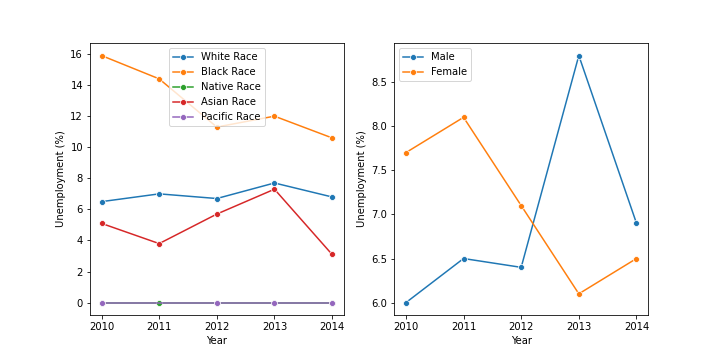 16
14
12
10
8
6
4
2
0
Unemployment (%)
White Race
Black Race
Native Race
Asian Race
Pacific Race
2010 2011 2012 2013 2014
Year
8.5
8.0
7.5
7.0
6.5
6.0
Unemployment (%)
Male
Female
2010 2011 2012 2013 2014
Year